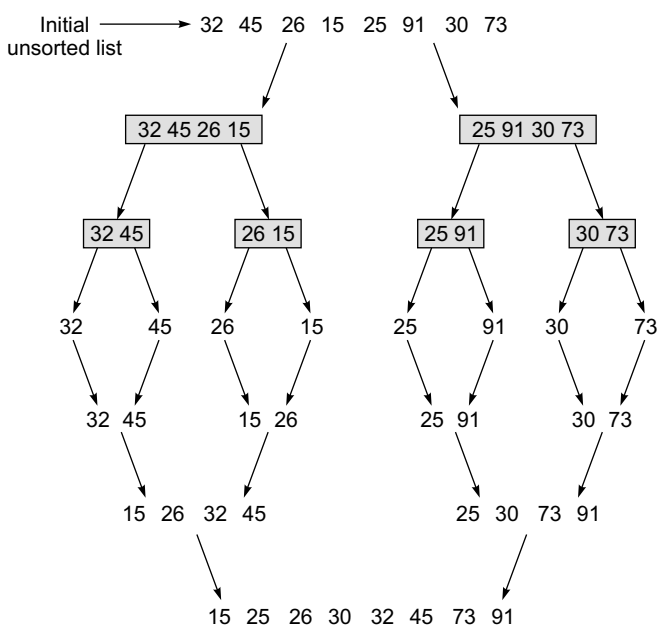 Initial 32 45 26 15 25 91 30 73
unsorted list
32 45 26 15 25 91 30 73
32 45 26 15 25 91 30 73
32 45 26 15 25 91 30 73
32 45 15 26 25 91 30 73
15 26 32 45 25 30 73 91
15 25 26 30 32 45 73 91